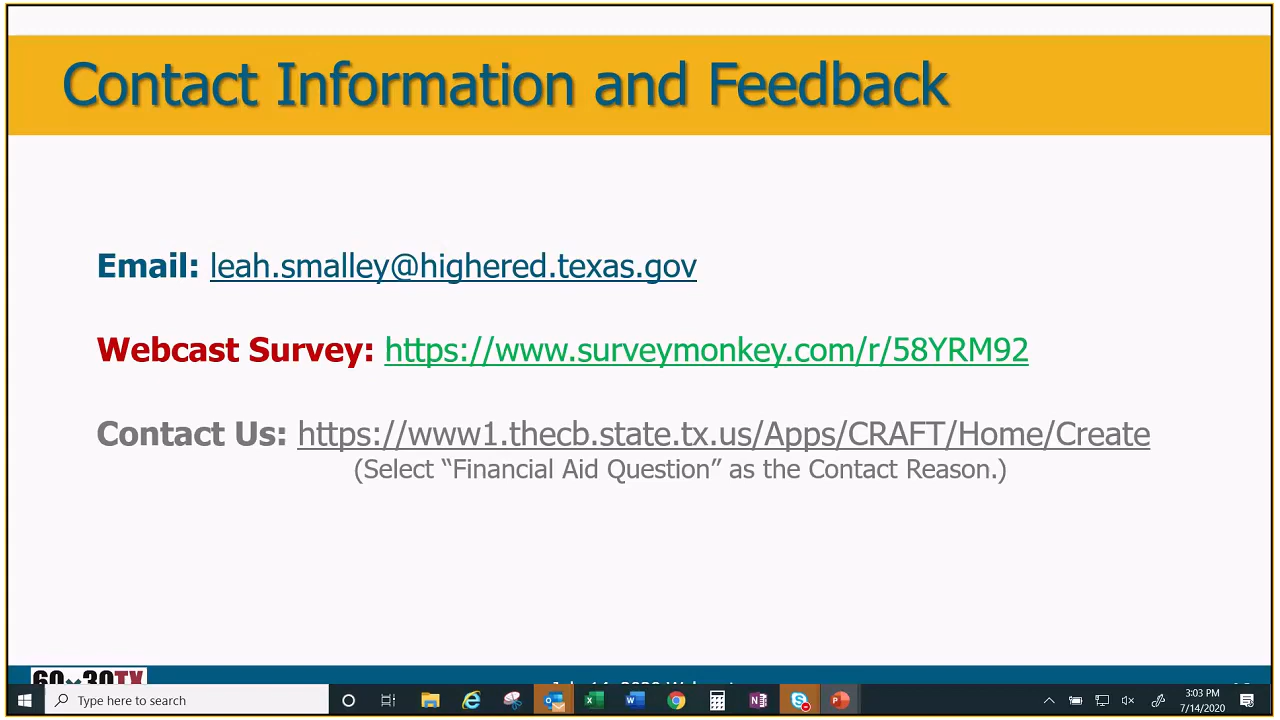 Contact Information and Feedback
Email: leah.smalley@highered.texas.gov
Webcast Survey: https://www.surveymonkey.com/r/58YRM92
Contact Us: https://www1.thecb.state.tx.us/Apps/CRAFT/Home/Create
(Select “Financial Aid Question” as the Contact Reason.)
Type here to search
3:03 PM
7/14/2020